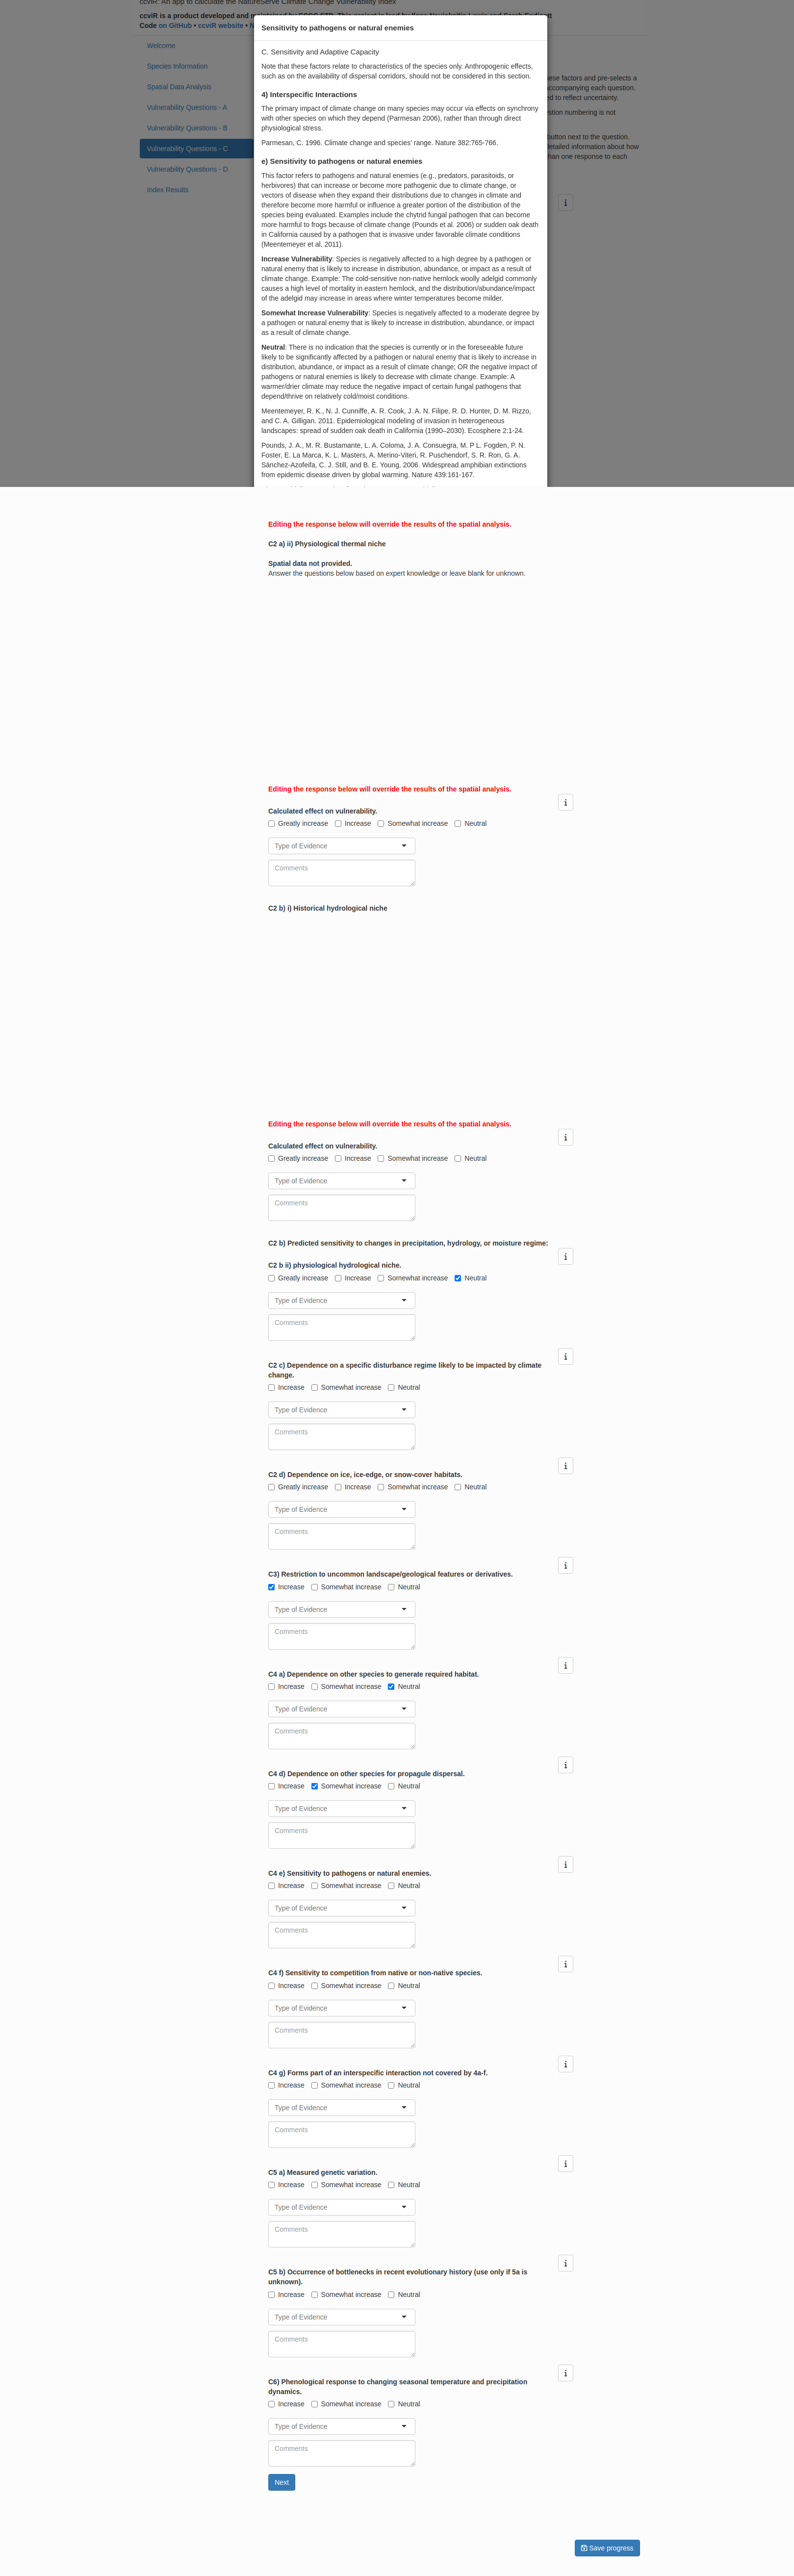 ccviR: An app to calculate the NatureServe Climate Change Vulnerability Index
ccviR is a product developed and maintained by ECCC STB. This project is lead by Ilona Naujokaitis-Lewis and Sarah Endicott
Code on GitHub • ccviR website •
Welcome
Species Information
Spatial Data Analysis
Vulnerability Questions - A
Vulnerability Questions - B
Vulnerability Questions - C
Vulnerability Questions - D
Index Results
these factors and pre-selects a
accompanying each question.
to reflect uncertainty.
question numbering is not
button next to the question.
detailed information about how
than one response to each
Sensitivity to pathogens or natural enemies
C. Sensitivity and Adaptive Capacity
Note that these factors relate to characteristics of the species only. Anthropogenic effects,
such as on the availability of dispersal corridors, should not be considered in this section.
4) Interspecific Interactions
The primary impact of climate change on many species may occur via effects on synchrony
with other species on which they depend (Parmesan 2006), rather than through direct
physiological stress.
Parmesan, C. 1996. Climate change and species' range. Nature 382:765-766.
e) Sensitivity to pathogens or natural enemies
This factor refers to pathogens and natural enemies (e.g., predators, parasitoids, or
herbivores) that can increase or become more pathogenic due to climate change, or
vectors of disease when they expand their distributions due to changes in climate and
therefore become more harmful or influence a greater portion of the distribution of the
species being evaluated. Examples include the chytrid fungal pathogen that can become
more harmful to frogs because of climate change (Pounds et al. 2006) or sudden oak death
in California caused by a pathogen that is invasive under favorable climate conditions
(Meentemeyer et al. 2011).
Increase Vulnerability: Species is negatively affected to a high degree by a pathogen or
natural enemy that is likely to increase in distribution, abundance, or impact as a result of
climate change. Example: The cold-sensitive non-native hemlock woolly adelgid commonly
causes a high level of mortality in eastern hemlock, and the distribution/abundance/impact
of the adelgid may increase in areas where winter temperatures become milder.
Somewhat Increase Vulnerability: Species is negatively affected to a moderate degree by
a pathogen or natural enemy that is likely to increase in distribution, abundance, or impact
as a result of climate change.
Neutral: There is no indication that the species is currently or in the foreseeable future
likely to be significantly affected by a pathogen or natural enemy that is likely to increase in
distribution, abundance, or impact as a result of climate change; OR the negative impact of
pathogens or natural enemies is likely to decrease with climate change. Example: A
warmer/drier climate may reduce the negative impact of certain fungal pathogens that
depend/thrive on relatively cold/moist conditions.
Meentemeyer, R. K., N. J. Cunniffe, A. R. Cook, J. A. N. Filipe, R. D. Hunter, D. M. Rizzo,
and C. A. Gilligan. 2011. Epidemiological modeling of invasion in heterogeneous
landscapes: spread of sudden oak death in California (1990–2030). Ecosphere 2:1-24.
Pounds, J. A., M. R. Bustamante, L. A. Coloma, J. A. Consuegra, M. P L. Fogden, P. N.
Foster, E. La Marca, K. L. Masters, A. Merino-Viteri, R. Puschendorf, S. R. Ron, G. A.
Sánchez-Azofeifa, C. J. Still, and B. E. Young. 2006. Widespread amphibian extinctions
from epidemic disease driven by global warming. Nature 439:161-167.
Editing the response below will override the results of the spatial analysis.
C2 a) ii) Physiological thermal niche
Spatial data not provided.
Answer the questions below based on expert knowledge or leave blank for unknown.
Editing the response below will override the results of the spatial analysis.
Calculated effect on vulnerability.
Greatly increase Increase Somewhat increase Neutral
Type of Evidence
Comments
C2 b) i) Historical hydrological niche
Editing the response below will override the results of the spatial analysis.
Calculated effect on vulnerability.
Greatly increase Increase Somewhat increase Neutral
Type of Evidence
Comments
C2 b) Predicted sensitivity to changes in precipitation, hydrology, or moisture regime:
C2 b ii) physiological hydrological niche.
Greatly increase Increase Somewhat increase Neutral
Type of Evidence
Comments
C2 c) Dependence on a specific disturbance regime likely to be impacted by climate
change.
Increase Somewhat increase Neutral
Type of Evidence
Comments
C2 d) Dependence on ice, ice-edge, or snow-cover habitats.
Greatly increase Increase Somewhat increase Neutral
Type of Evidence
Comments
C3) Restriction to uncommon landscape/geological features or derivatives.
Increase Somewhat increase Neutral
Type of Evidence
Comments
C4 a) Dependence on other species to generate required habitat.
Increase Somewhat increase Neutral
Type of Evidence
Comments
C4 d) Dependence on other species for propagule dispersal.
Increase Somewhat increase Neutral
Type of Evidence
Comments
C4 e) Sensitivity to pathogens or natural enemies.
Increase Somewhat increase Neutral
Type of Evidence
Comments
C4 f) Sensitivity to competition from native or non-native species.
Increase Somewhat increase Neutral
Type of Evidence
Comments
C4 g) Forms part of an interspecific interaction not covered by 4a-f.
Increase Somewhat increase Neutral
Type of Evidence
Comments
C5 a) Measured genetic variation.
Increase Somewhat increase Neutral
Type of Evidence
Comments
C5 b) Occurrence of bottlenecks in recent evolutionary history (use only if 5a is
unknown).
Increase Somewhat increase Neutral
Type of Evidence
Comments
C6) Phenological response to changing seasonal temperature and precipitation
dynamics.
Increase Somewhat increase Neutral
Type of Evidence
Comments
Next
Save progress